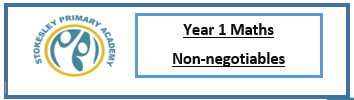 STOKESLEY PRIMARY ACADEMY
Year 1 Maths
Non-negotiables